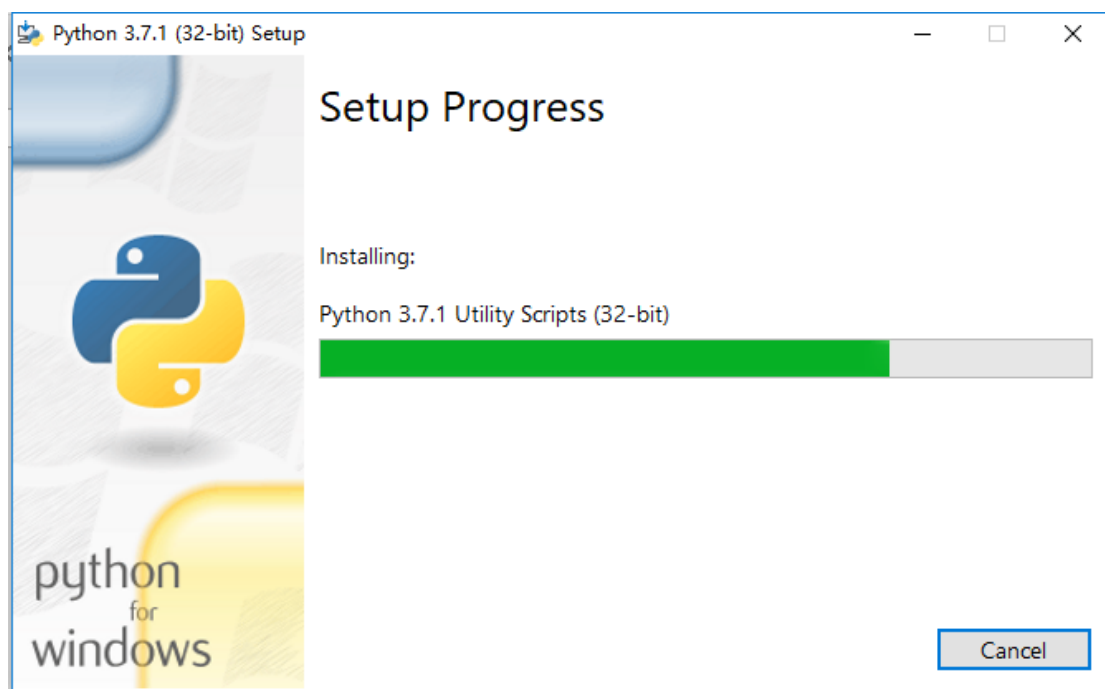 Python 3.7.1 (32-bit) Setup
Setup Progress
Installing:
Python 3.7.1 Utility Scripts (32-bit)
python
for
windows
Cancel